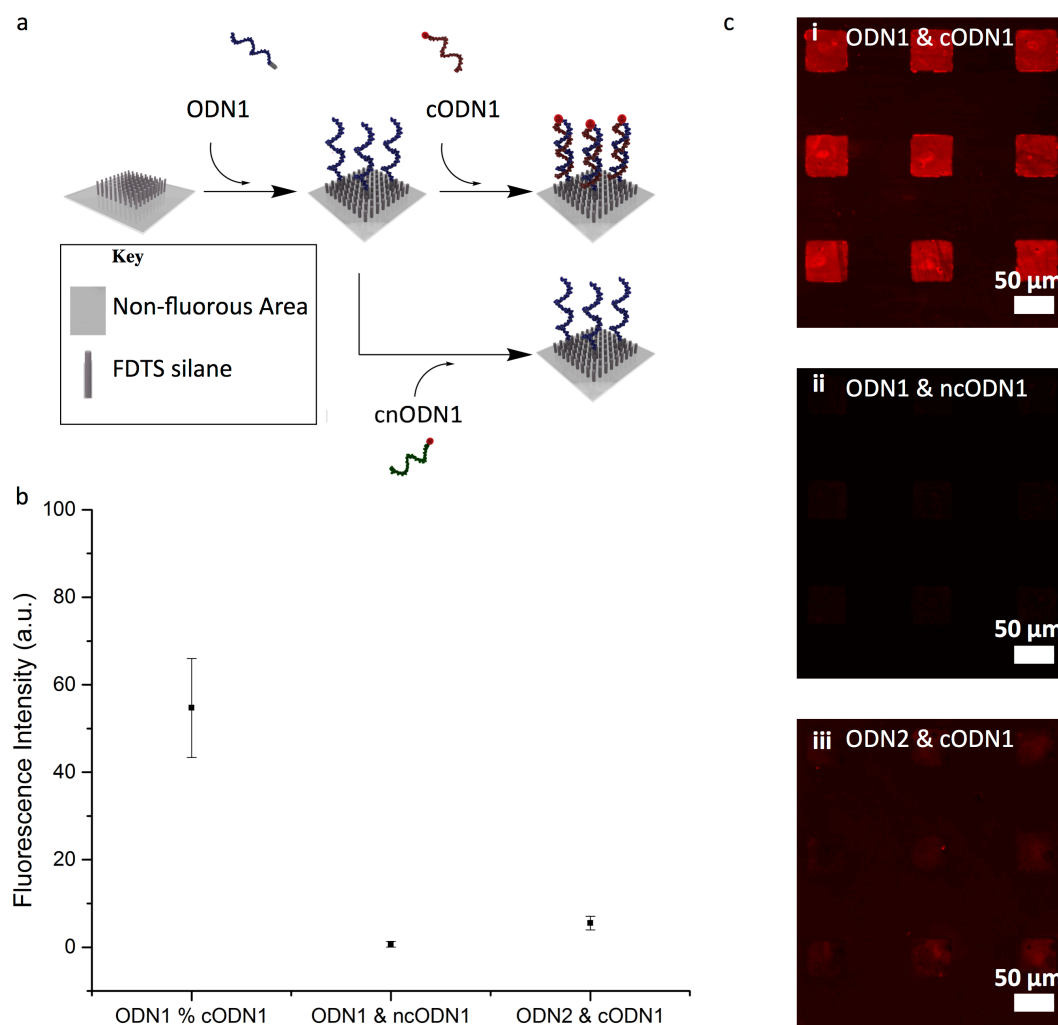 a
ODN1
cODN1
Key
Non-fluorous Area
FDTS silane
cnODN1
b
100
80
60
40
20
0
Fluorescence Intensity (a.u.)
ODN1 % cODN1
ODN1 & ncODN1
ODN2 & cODN1
c
i ODN1 & cODN1
50 µm
ii ODN1 & ncODN1
50 µm
iii ODN2 & cODN1
50 µm